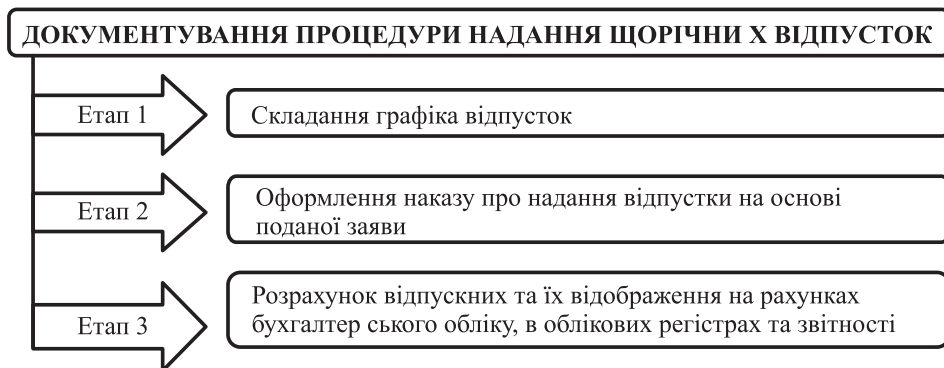 ДОКУМЕНТУВАННЯ ПРОЦЕДУРИ НАДАННЯ ЩОРІЧНИ Х ВІДПУСТОК
Етап 1
Складання графіка відпусток
Етап 2
Оформлення наказу про надання відпустки на основі
поданої заяви
Етап 3
Розрахунок відпускних та їх відображення на рахунках
бухгалтер ського обліку, в облікових регістрах та звітності